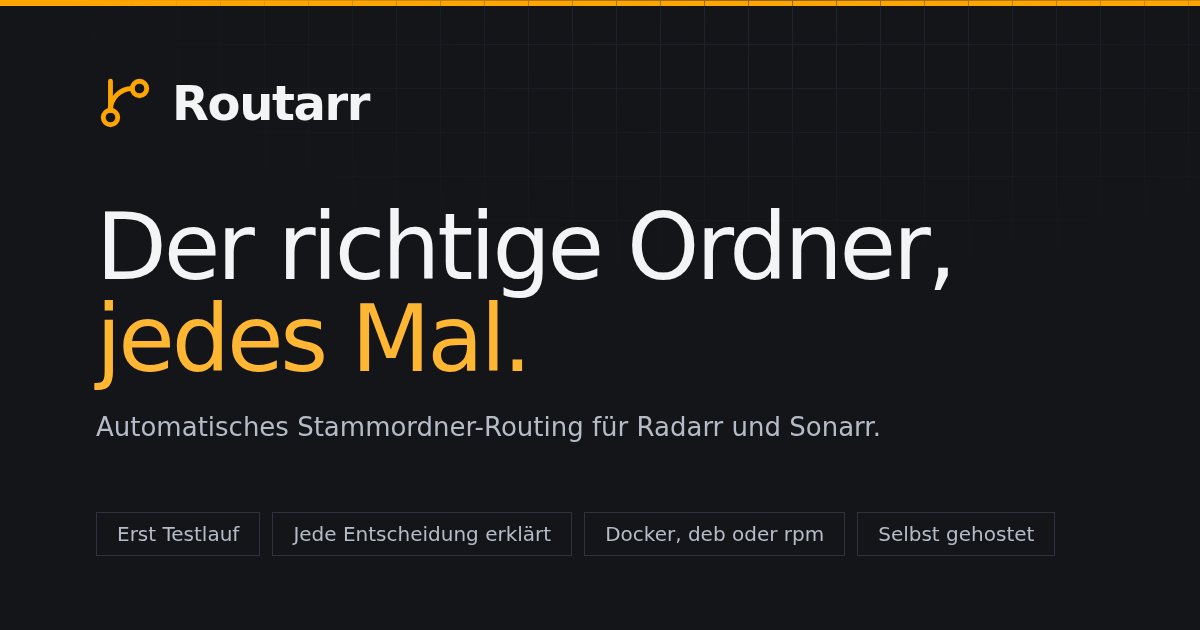 Routarr
Der richtige Ordner,
jedes Mal.
Automatisches Stammordner-Routing für Radarr und Sonarr.
Erst Testlauf
Jede Entscheidung erklärt
Docker, deb oder rpm
Selbst gehostet